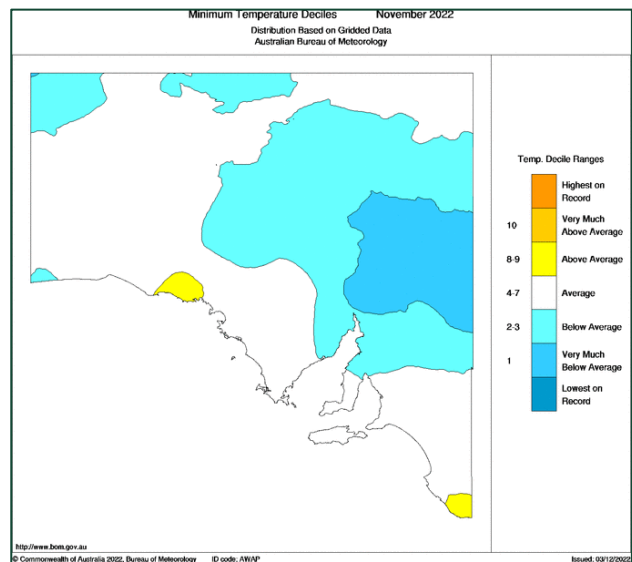 Minimum Temperature Deciles November 2022
Distribution Based on Gridded Data
Australian Bureau of Meteorology
Temp. Decile Ranges
Highest on
Record
10 Very Much
Above Average
8-9 Above Average
4-7 Average
2-3 Below Average
1 Very Much
Below Average
Lowest on
Record
http://www.bom.gov.au
© Commonwealth of Australia 2022, Bureau of Meteorology ID code: AWAP Issued: 03/12/2022